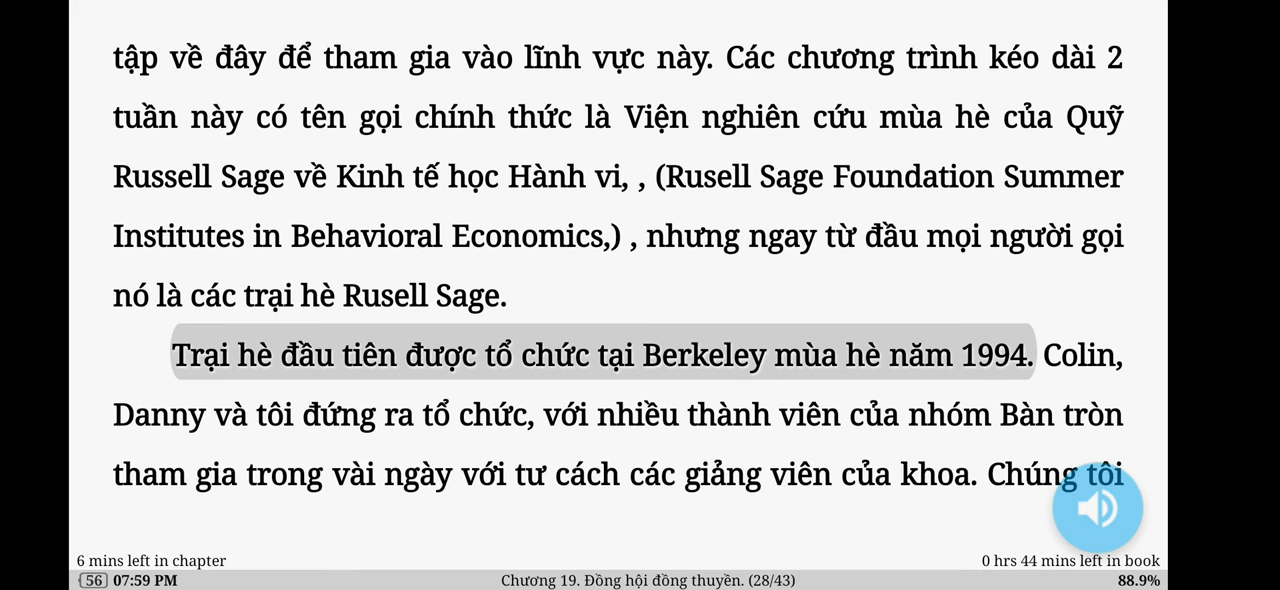 tập về đây để tham gia vào lĩnh vực này. Các chương trình kéo dài 2
tuần này có tên gọi chính thức là Viện nghiên cứu mùa hè của Quỹ
Russell Sage về Kinh tế học Hành vi, , (Rusell Sage Foundation Summer
Institutes in Behavioral Economics,) , nhưng ngay từ đầu mọi người gọi
nó là các trại hè Rusell Sage.
Trại hè đầu tiên được tổ chức tại Berkeley mùa hè năm 1994. Colin,
Danny và tôi đứng ra tổ chức, với nhiều thành viên của nhóm Bàn tròn
tham gia trong vài ngày với tư cách các giảng viên của khoa. Chúng tôi
6 mins left in chapter 0 hrs 44 mins left in book
56 07:59 PM Chương 19. Đồng hội đồng thuyền. (28/43) 88.9%